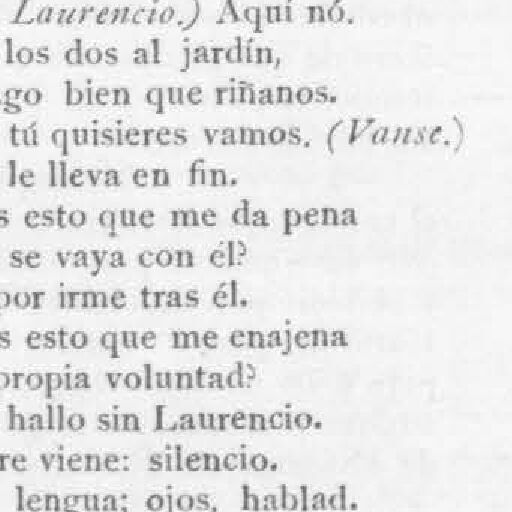 Laurencio.) Aquí nó.
los dos al jardín,
go bien que riñanos.
tú quisieres vamos. (Vanse.)
le lleva en fin.
s esto que me da pena
se vaya con él?
por irme tras él.
s esto que me enajena
propia voluntad?
hallo sin Laurencio.
re viene: silencio.
lengua; ojos, hablad.